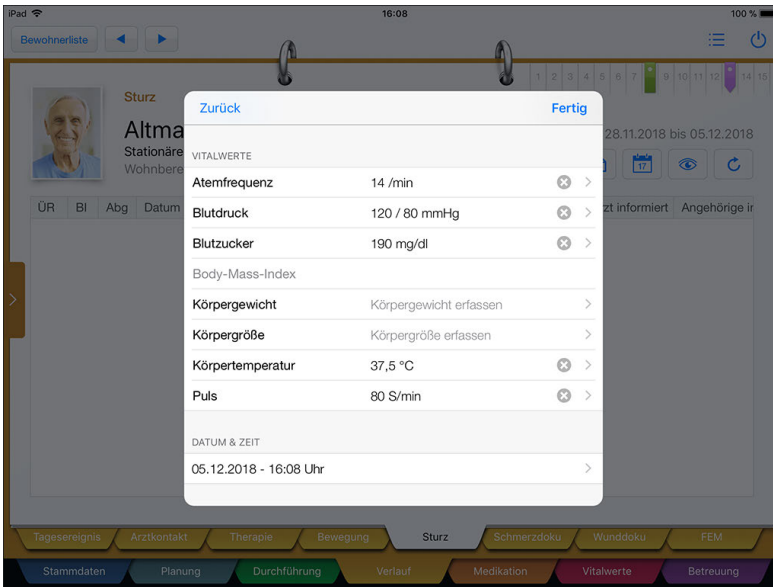 iPad 16:08 100 %
Bewohnerliste
1 2 3 4 5 6 7 8 9 10 11 12 14 15
Sturz
Altma
28.11.2018 bis 05.12.2018
Stationäre
Wohnbere
17
ÜR BI Abg Datum zt informiert Angehörige ir
Zurück Fertig
VITALWERTE
Atemfrequenz 14 /min
Blutdruck 120 / 80 mmHg
Blutzucker 190 mg/dl
Body-Mass-Index
Körpergewicht Körpergewicht erfassen
Körpergröße Körpergröße erfassen
Körpertemperatur 37,5 °C
Puls 80 S/min
DATUM & ZEIT
05.12.2018 - 16:08 Uhr
Tagesereignis Arztkontakt Therapie Bewegung Sturz Schmerzdoku Wunddoku FEM
Stammdaten Planung Durchführung Verlauf Medikation Vitalwerte Betreuung